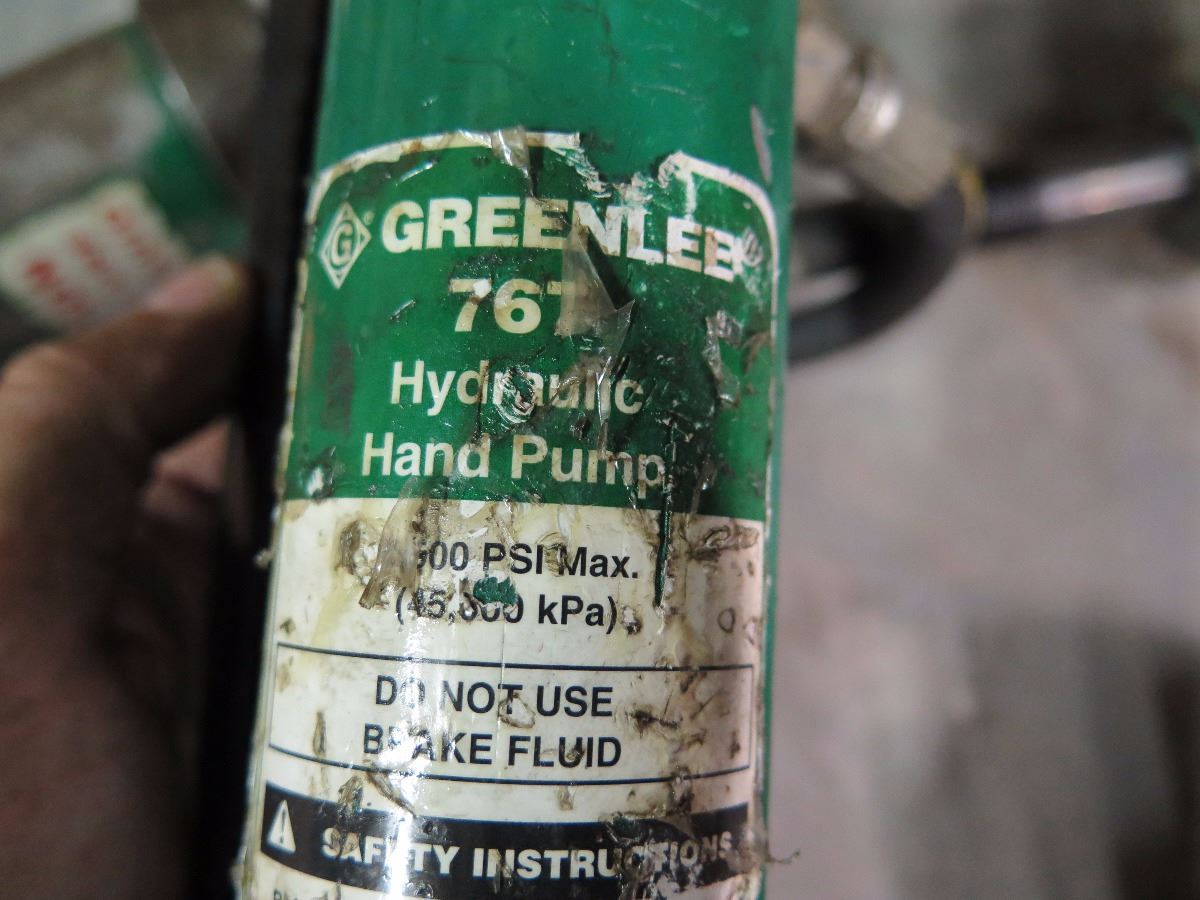 G® GREENLEE
767
Hydraulic
Hand Pump
PSI Max.
kPa)
DO NOT USE
BRAKE FLUID
SAFETY INSTRUCTIONS